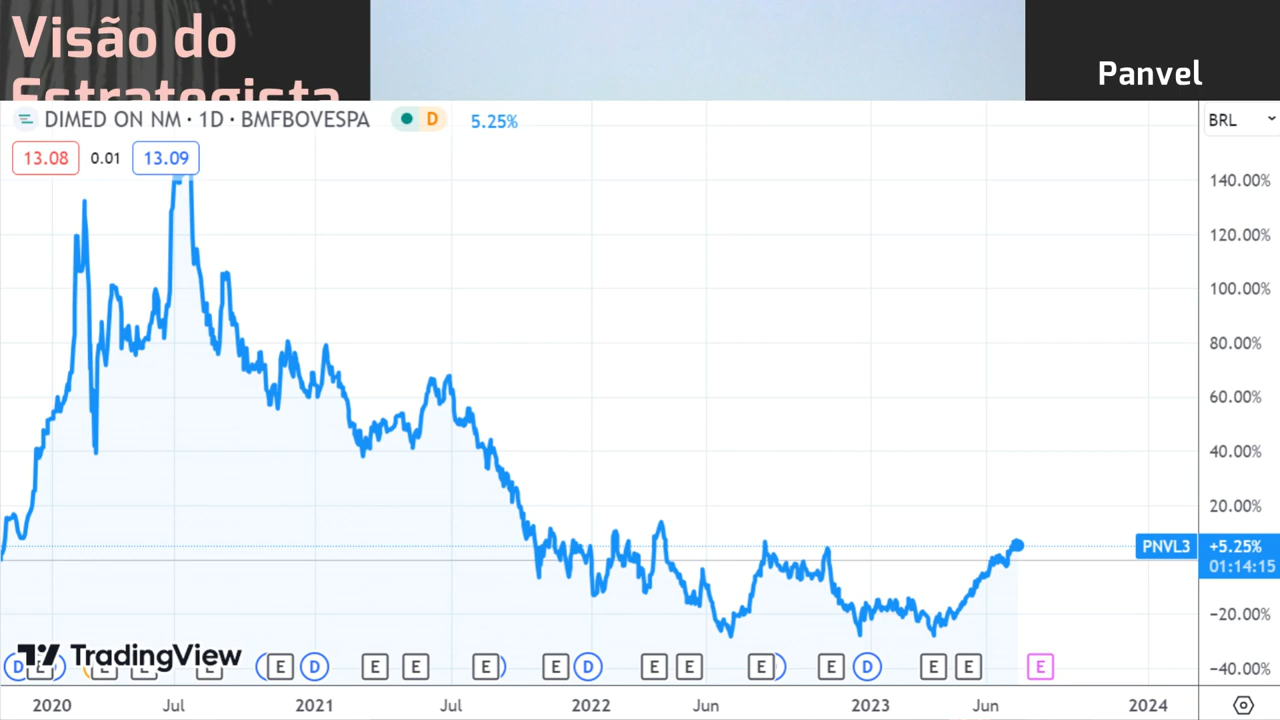 Visão do
Estrategista
Panvel
DIMED ON NM · 1D · BMFBOVESPA
D
5.25%
BRL
13.08
0.01
13.09
140.00%
120.00%
100.00%
80.00%
60.00%
40.00%
20.00%
PNVL3
+5.25%
01:14:15
−20.00%
−40.00%
TradingView
D E E E E E D E E E E D E E E E D E E E
2020 Jul 2021 Jul 2022 Jun 2023 Jun 2024